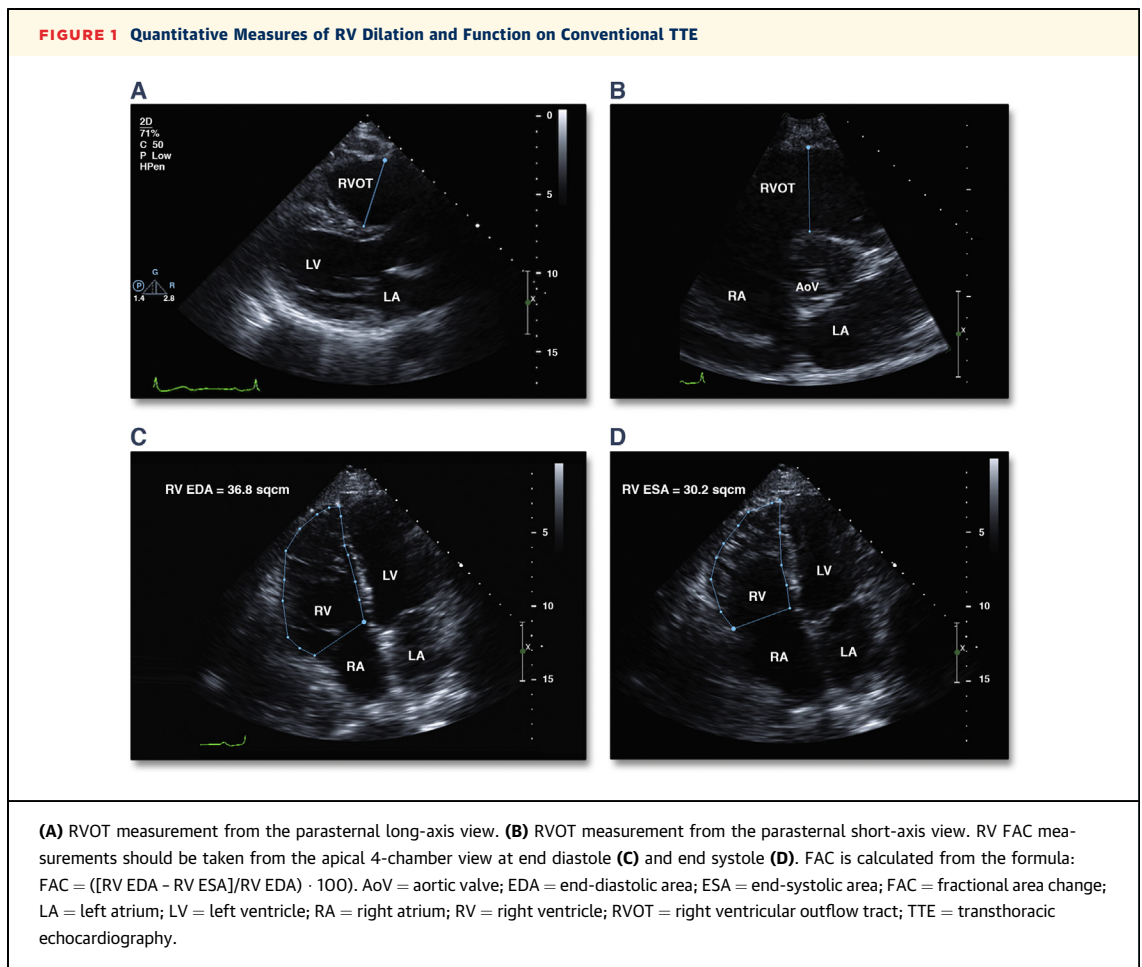 FIGURE 1 Quantitative Measures of RV Dilation and Function on Conventional TTE
A
2D
71%
C 50
P Low
HPen
RVOT
LV
LA
G
P R
1.4 2.8
0
5
10
X
15
B
RVOT
RA
AoV
LA
X
C
RV EDA = 36.8 sqcm
LV
RV
RA
LA
5
10
X
15
D
RV ESA = 30.2 sqcm
LV
RV
RA
LA
5
10
X
15
(A) RVOT measurement from the parasternal long-axis view. (B) RVOT measurement from the parasternal short-axis view. RV FAC mea-
surements should be taken from the apical 4-chamber view at end diastole (C) and end systole (D). FAC is calculated from the formula:
FAC = ([RV EDA - RV ESA]/RV EDA) · 100). AoV = aortic valve; EDA = end-diastolic area; ESA = end-systolic area; FAC = fractional area change;
LA = left atrium; LV = left ventricle; RA = right atrium; RV = right ventricle; RVOT = right ventricular outflow tract; TTE = transthoracic
echocardiography.